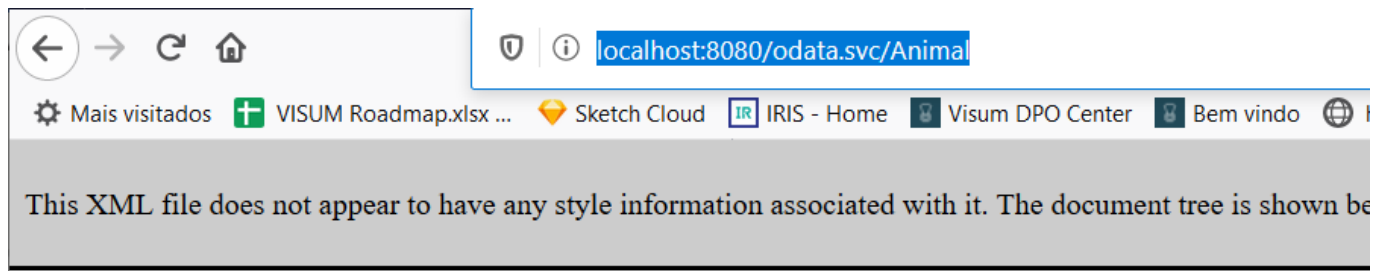 localhost:8080/odata.svc/Animal
Mais visitados VISUM Roadmap.xlsx ... Sketch Cloud IR IRIS - Home Visum DPO Center Bem vindo
This XML file does not appear to have any style information associated with it. The document tree is shown be